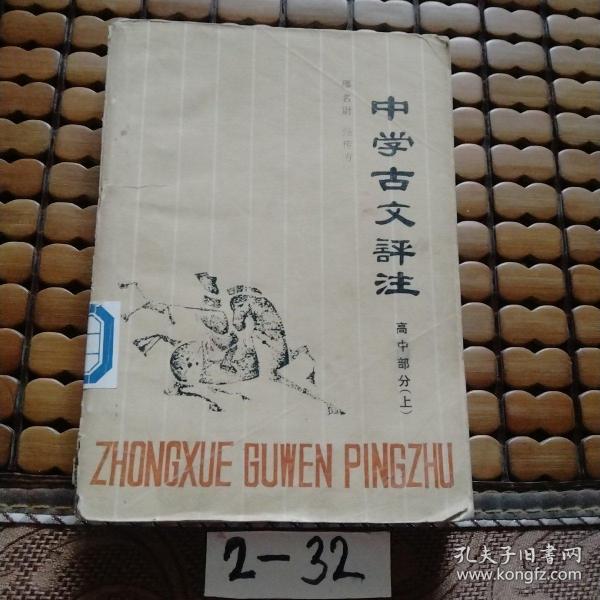 中学古文評注
高中部分(上)
ZHONGXUE GUWEN PINGZHU
2-32
孔夫子旧书网
www.kongfz.com